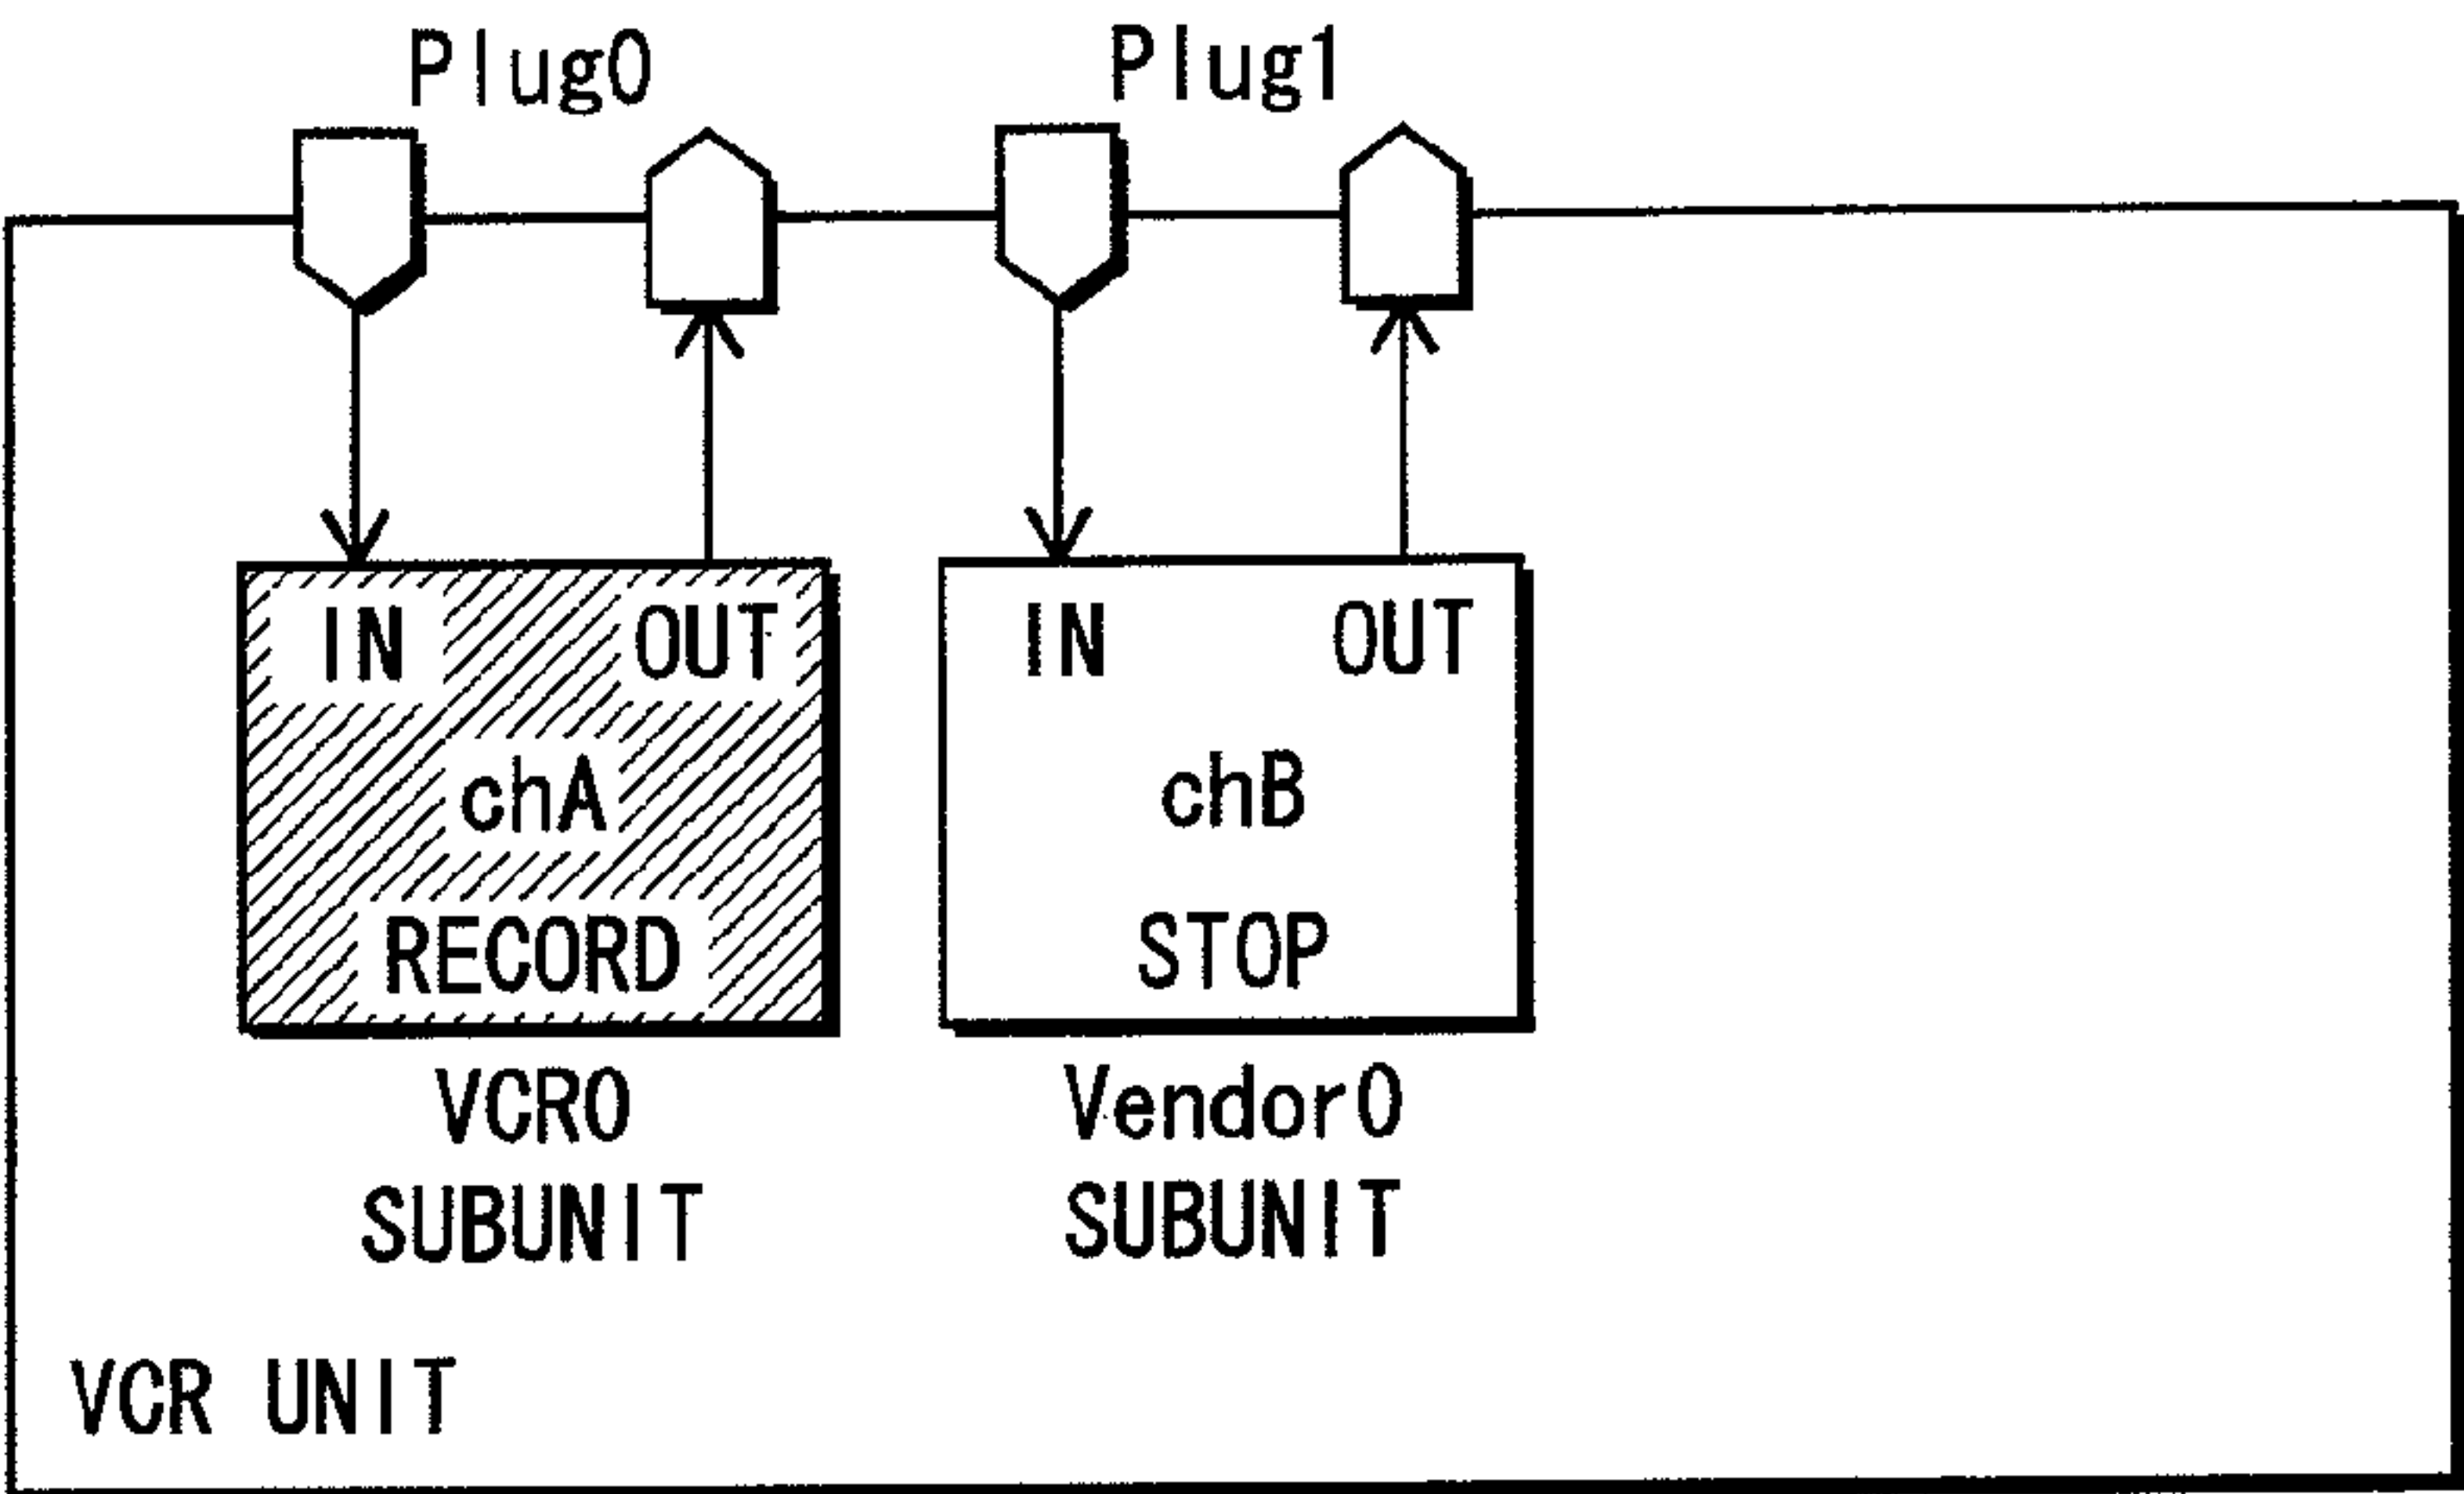 Plug0 Plug1
IN OUT IN OUT
chA chB
RECORD STOP
VCR0 Vendor0
SUBUNIT SUBUNIT
VCR UNIT